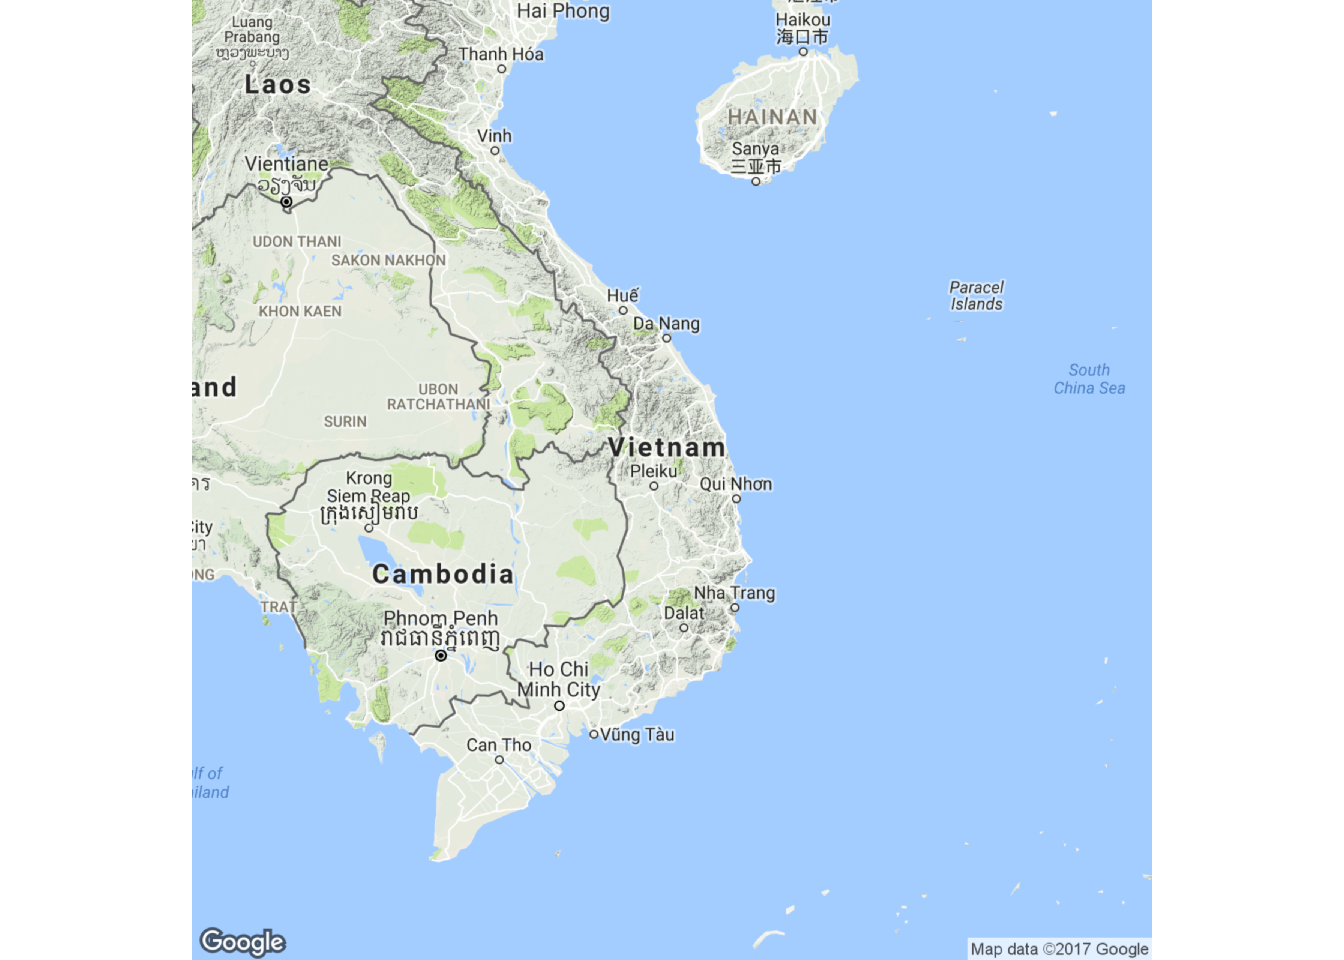 Hai Phong
Haikou
海口市
Luang
Prabang
ຫຼວງພະບາງ
Thanh Hóa
Laos
HAINAN
Vinh
Sanya
三亚市
Vientiane
ວຽງຈັນ
UDON THANI
SAKON NAKHON
Paracel
Islands
Huế
KHON KAEN
Da Nang
South
China Sea
and
UBON
RATCHATHANI
SURIN
Vietnam
Pleiku
Qui Nhơn
Krong
Siem Reap
ក្រុងសៀមរាប
City
Cambodia
NG
Nha Trang
TRAT
Dalat
Phnom Penh
រាជធានីភ្នំពេញ
Ho Chi
Minh City
Vũng Tàu
Can Tho
lf of
iland
Google
Map data ©2017 Google